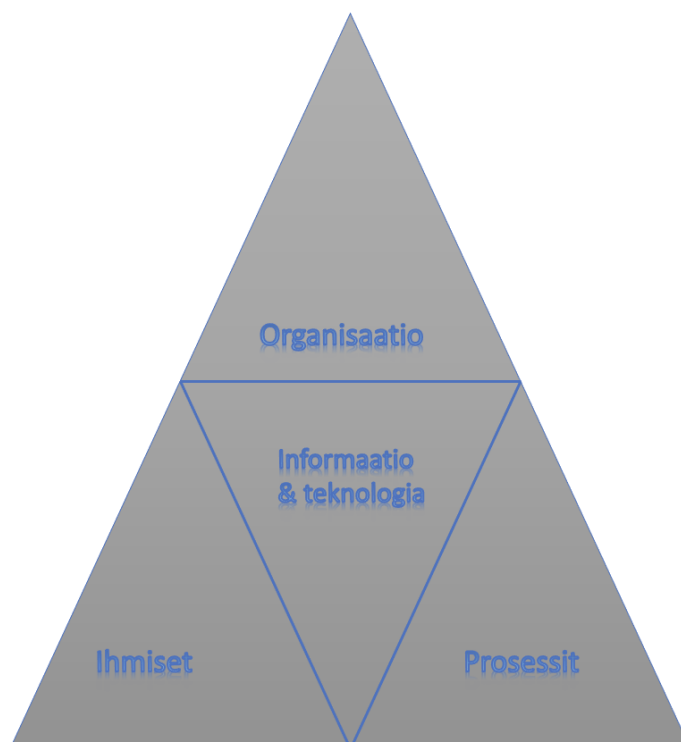 Organisaatio
Informaatio
& teknologia
Ihmiset
Prosessit